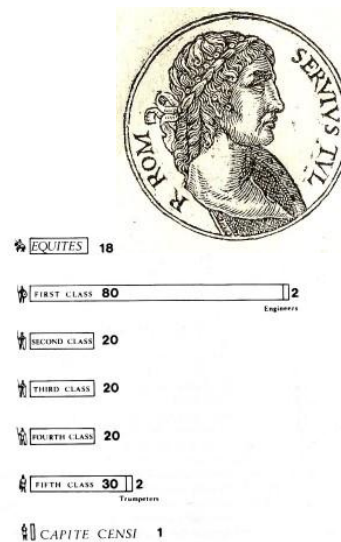 R ROM SERVIVS TVL
EQUITES 18
FIRST CLASS 80 2
Engineers
SECOND CLASS 20
THIRD CLASS 20
FOURTH CLASS 20
FIFTH CLASS 30 2
Trumpeters
CAPITE CENSI 1